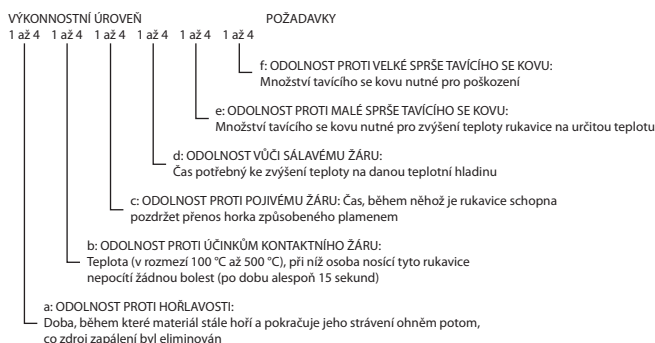 VÝKONNOSTNÍ ÚROVEŇ POŽADAVKY
1 až 4 1 až 4 1 až 4 1 až 4 1 až 4 1 až 4
f: ODOLNOST PROTI VELKÉ SPRŠE TAVÍCÍHO SE KOVU:
Množství tavícího se kovu nutné pro poškození
e: ODOLNOST PROTI MALÉ SPRŠE TAVÍCÍHO SE KOVU:
Množství tavícího se kovu nutné pro zvýšení teploty rukavice na určitou teplotu
d: ODOLNOST VŮČI SÁLAVÉMU ŽÁRU:
Čas potřebný ke zvýšení teploty na danou teplotní hladinu
c: ODOLNOST PROTI POJIVÉMU ŽÁRU: Čas, během něhož je rukavice schopna
pozdržet přenos horka způsobeného plamenem
b: ODOLNOST PROTI ÚČINKŮM KONTAKTNÍHO ŽÁRU:
Teplota (v rozmezí 100 °C až 500 °C), při níž osoba nosící tyto rukavice
nepocítí žádnou bolest (po dobu alespoň 15 sekund)
a: ODOLNOST PROTI HOŘLAVOSTI:
Doba, během které materiál stále hoří a pokračuje jeho strávení ohněm potom,
co zdroj zapálení byl eliminován